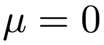 μ = 0